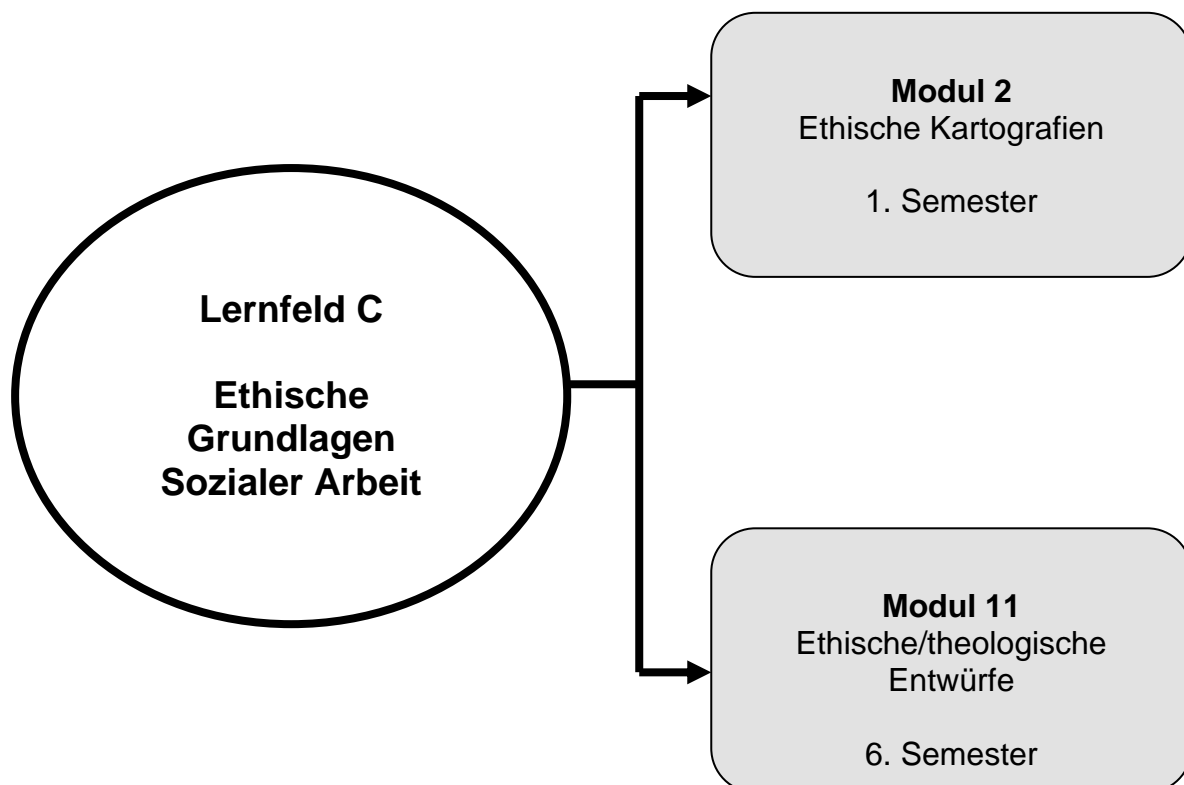 Lernfeld C
Ethische
Grundlagen
Sozialer Arbeit
Modul 2
Ethische Kartografien
1. Semester
Modul 11
Ethische/theologische
Entwürfe
6. Semester